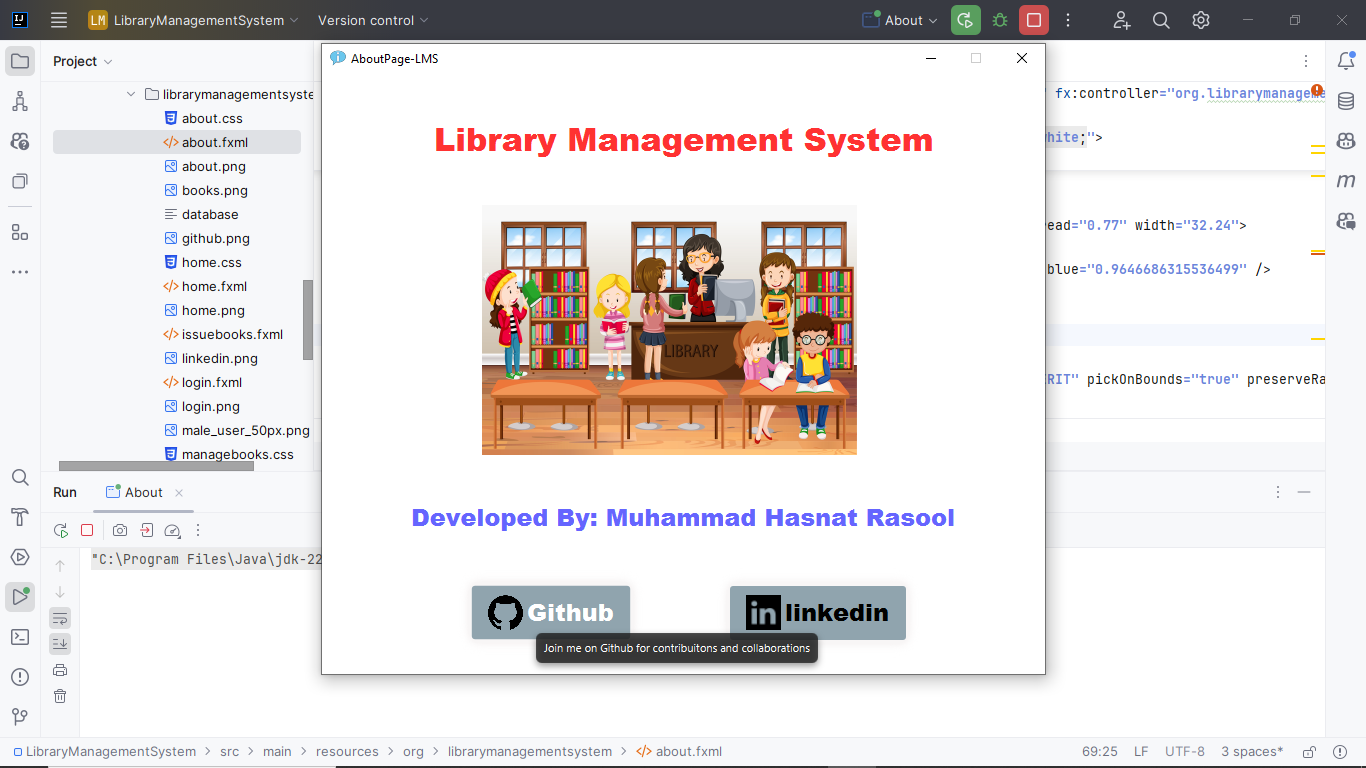 LM LibraryManagementSystem Version control About
Project
AboutPage-LMS
librarymanagementsyste
about.css
about.fxml
about.png
books.png
database
github.png
home.css
home.fxml
home.png
issuebooks.fxml
linkedin.png
login.fxml
login.png
male_user_50px.png
managebooks.css
Library Management System
LIBRARY
Developed By: Muhammad Hasnat Rasool
Github
in linkedin
Join me on Github for contribuitons and collaborations
fx:controller="org.librarymanageme
hite;">
ead="0.77" width="32.24">
blue="0.9646686315536499" />
RIT" pickOnBounds="true" preserveRa
m
Run About
"C:\Program Files\Java\jdk-22
LibraryManagementSystem > src > main > resources > org > librarymanagementsystem > about.fxml
69:25 LF UTF-8 3 spaces*